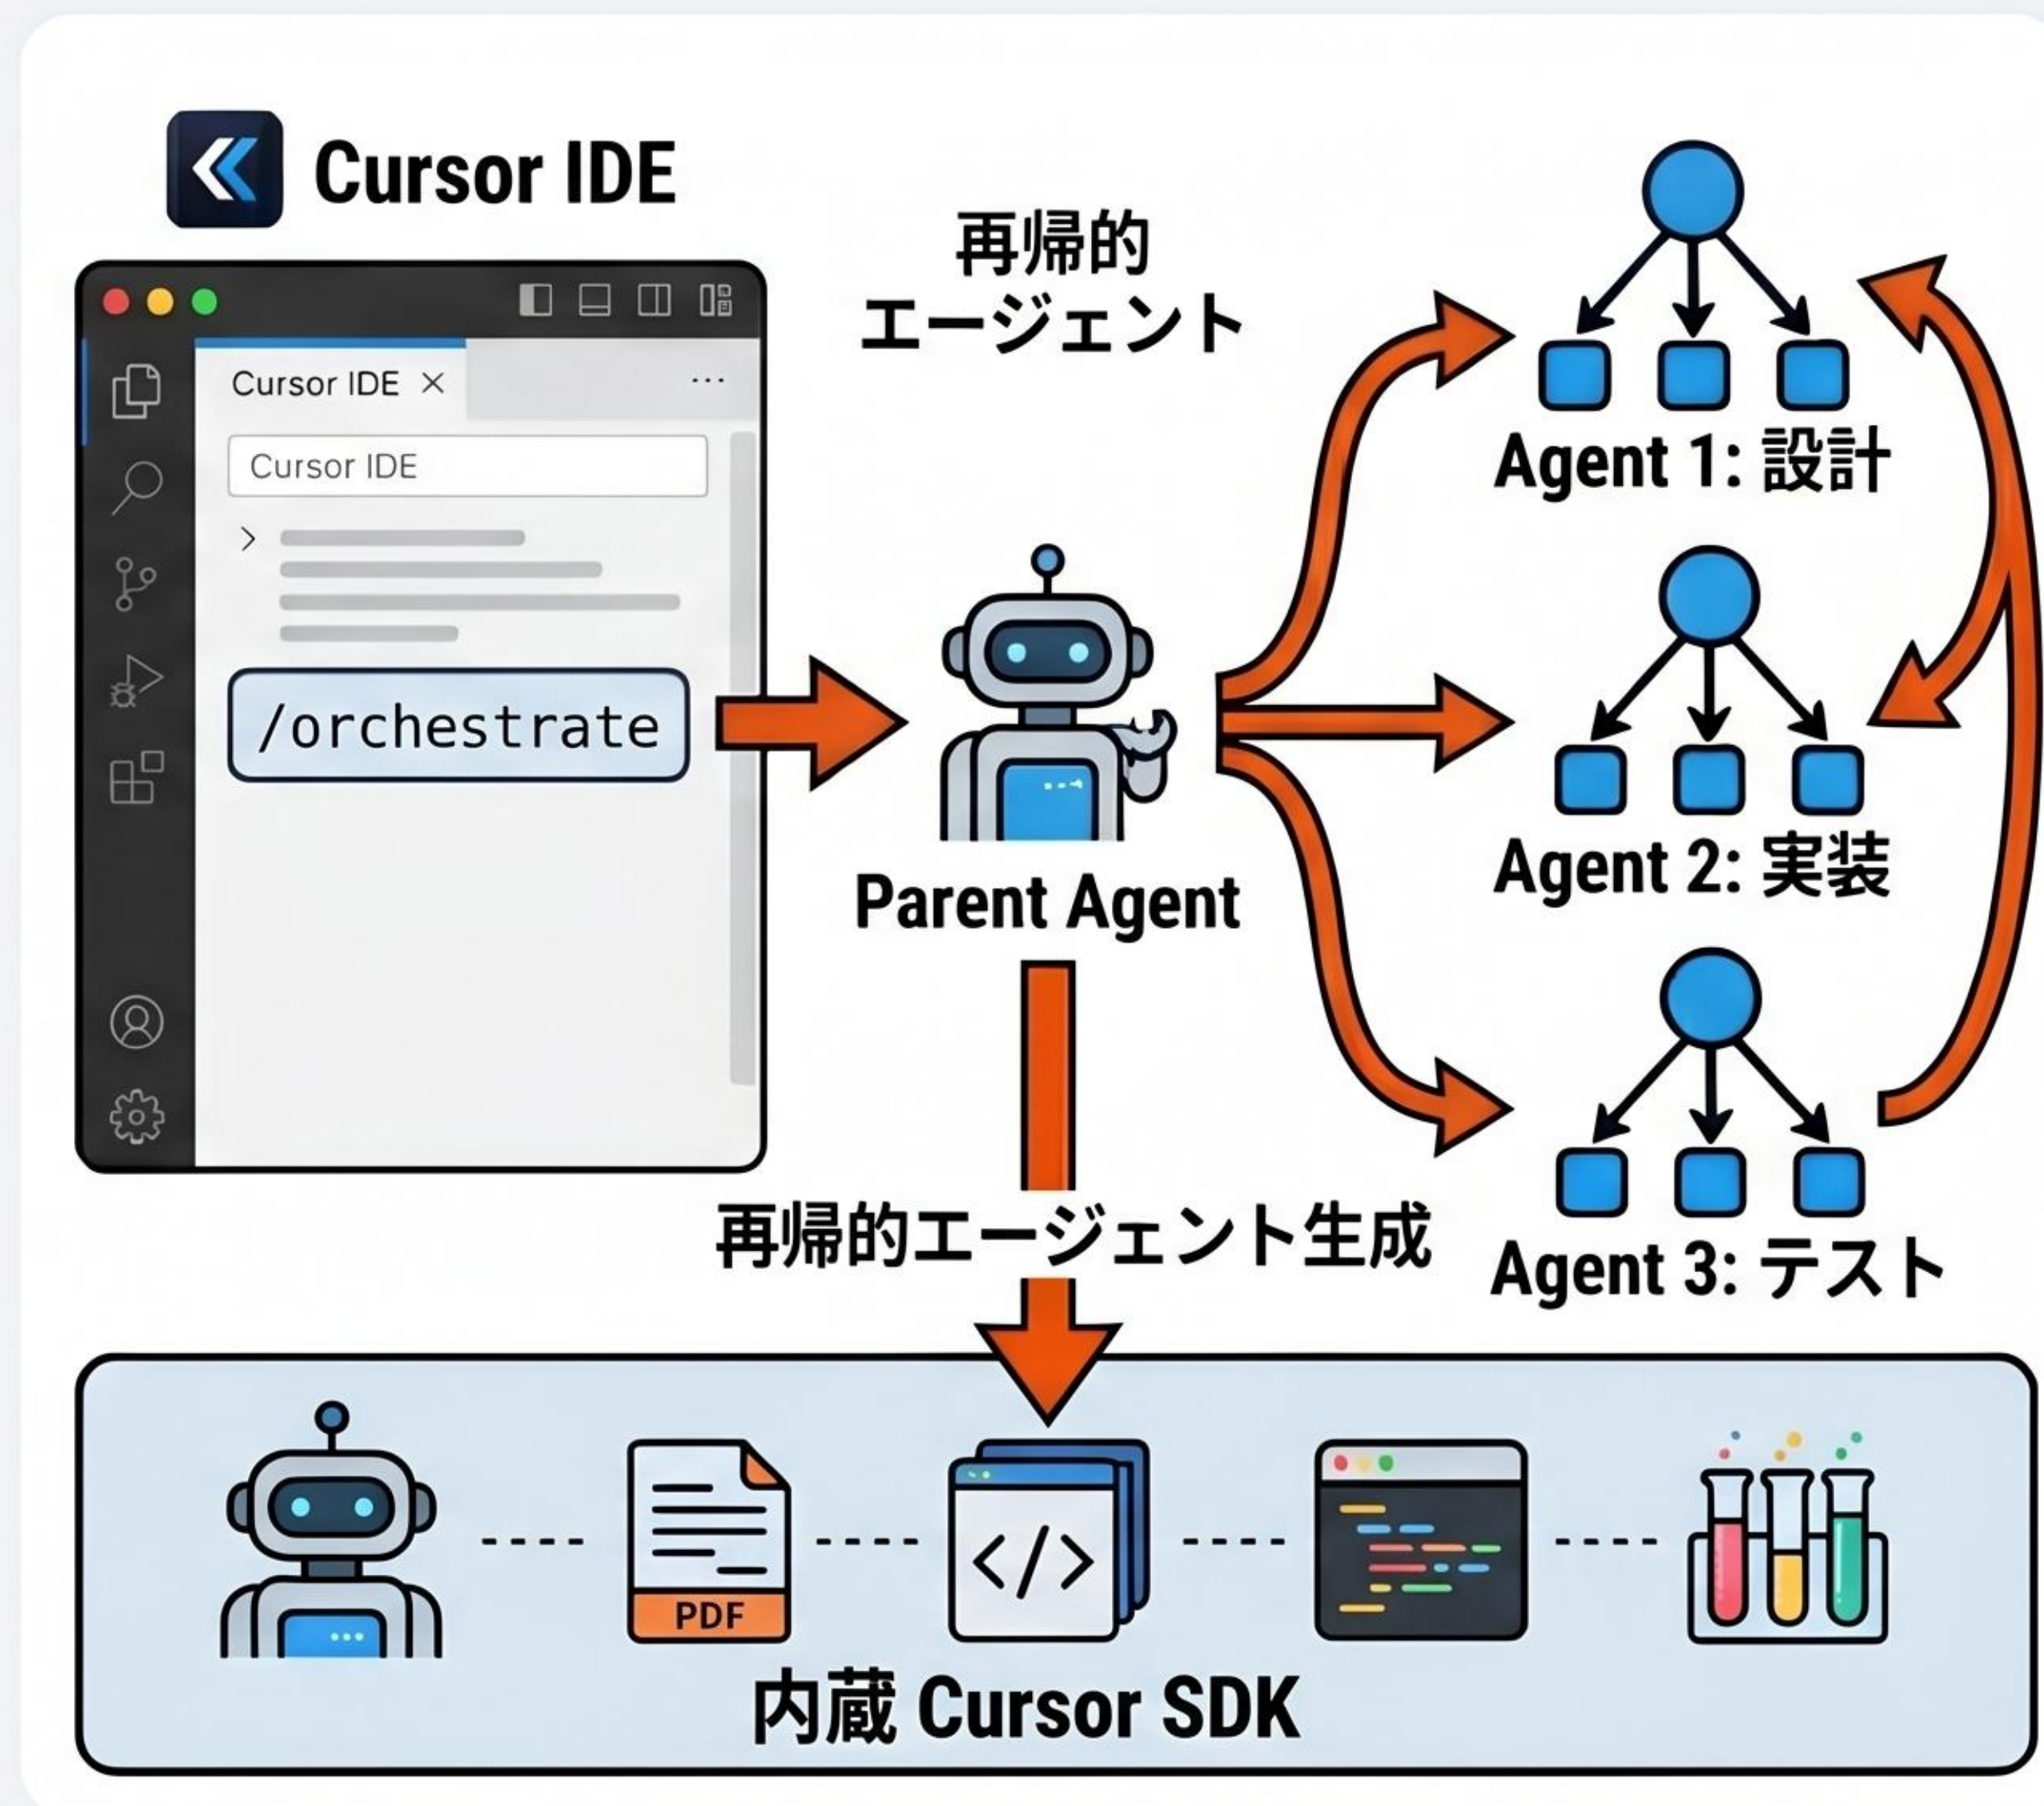 Cursor IDE
Cursor IDE ×
Cursor IDE
/orchestrate
再帰的
エージェント
Parent Agent
Agent 1: 設計
Agent 2: 実装
Agent 3: テスト
再帰的エージェント生成
PDF
</>
内蔵 Cursor SDK